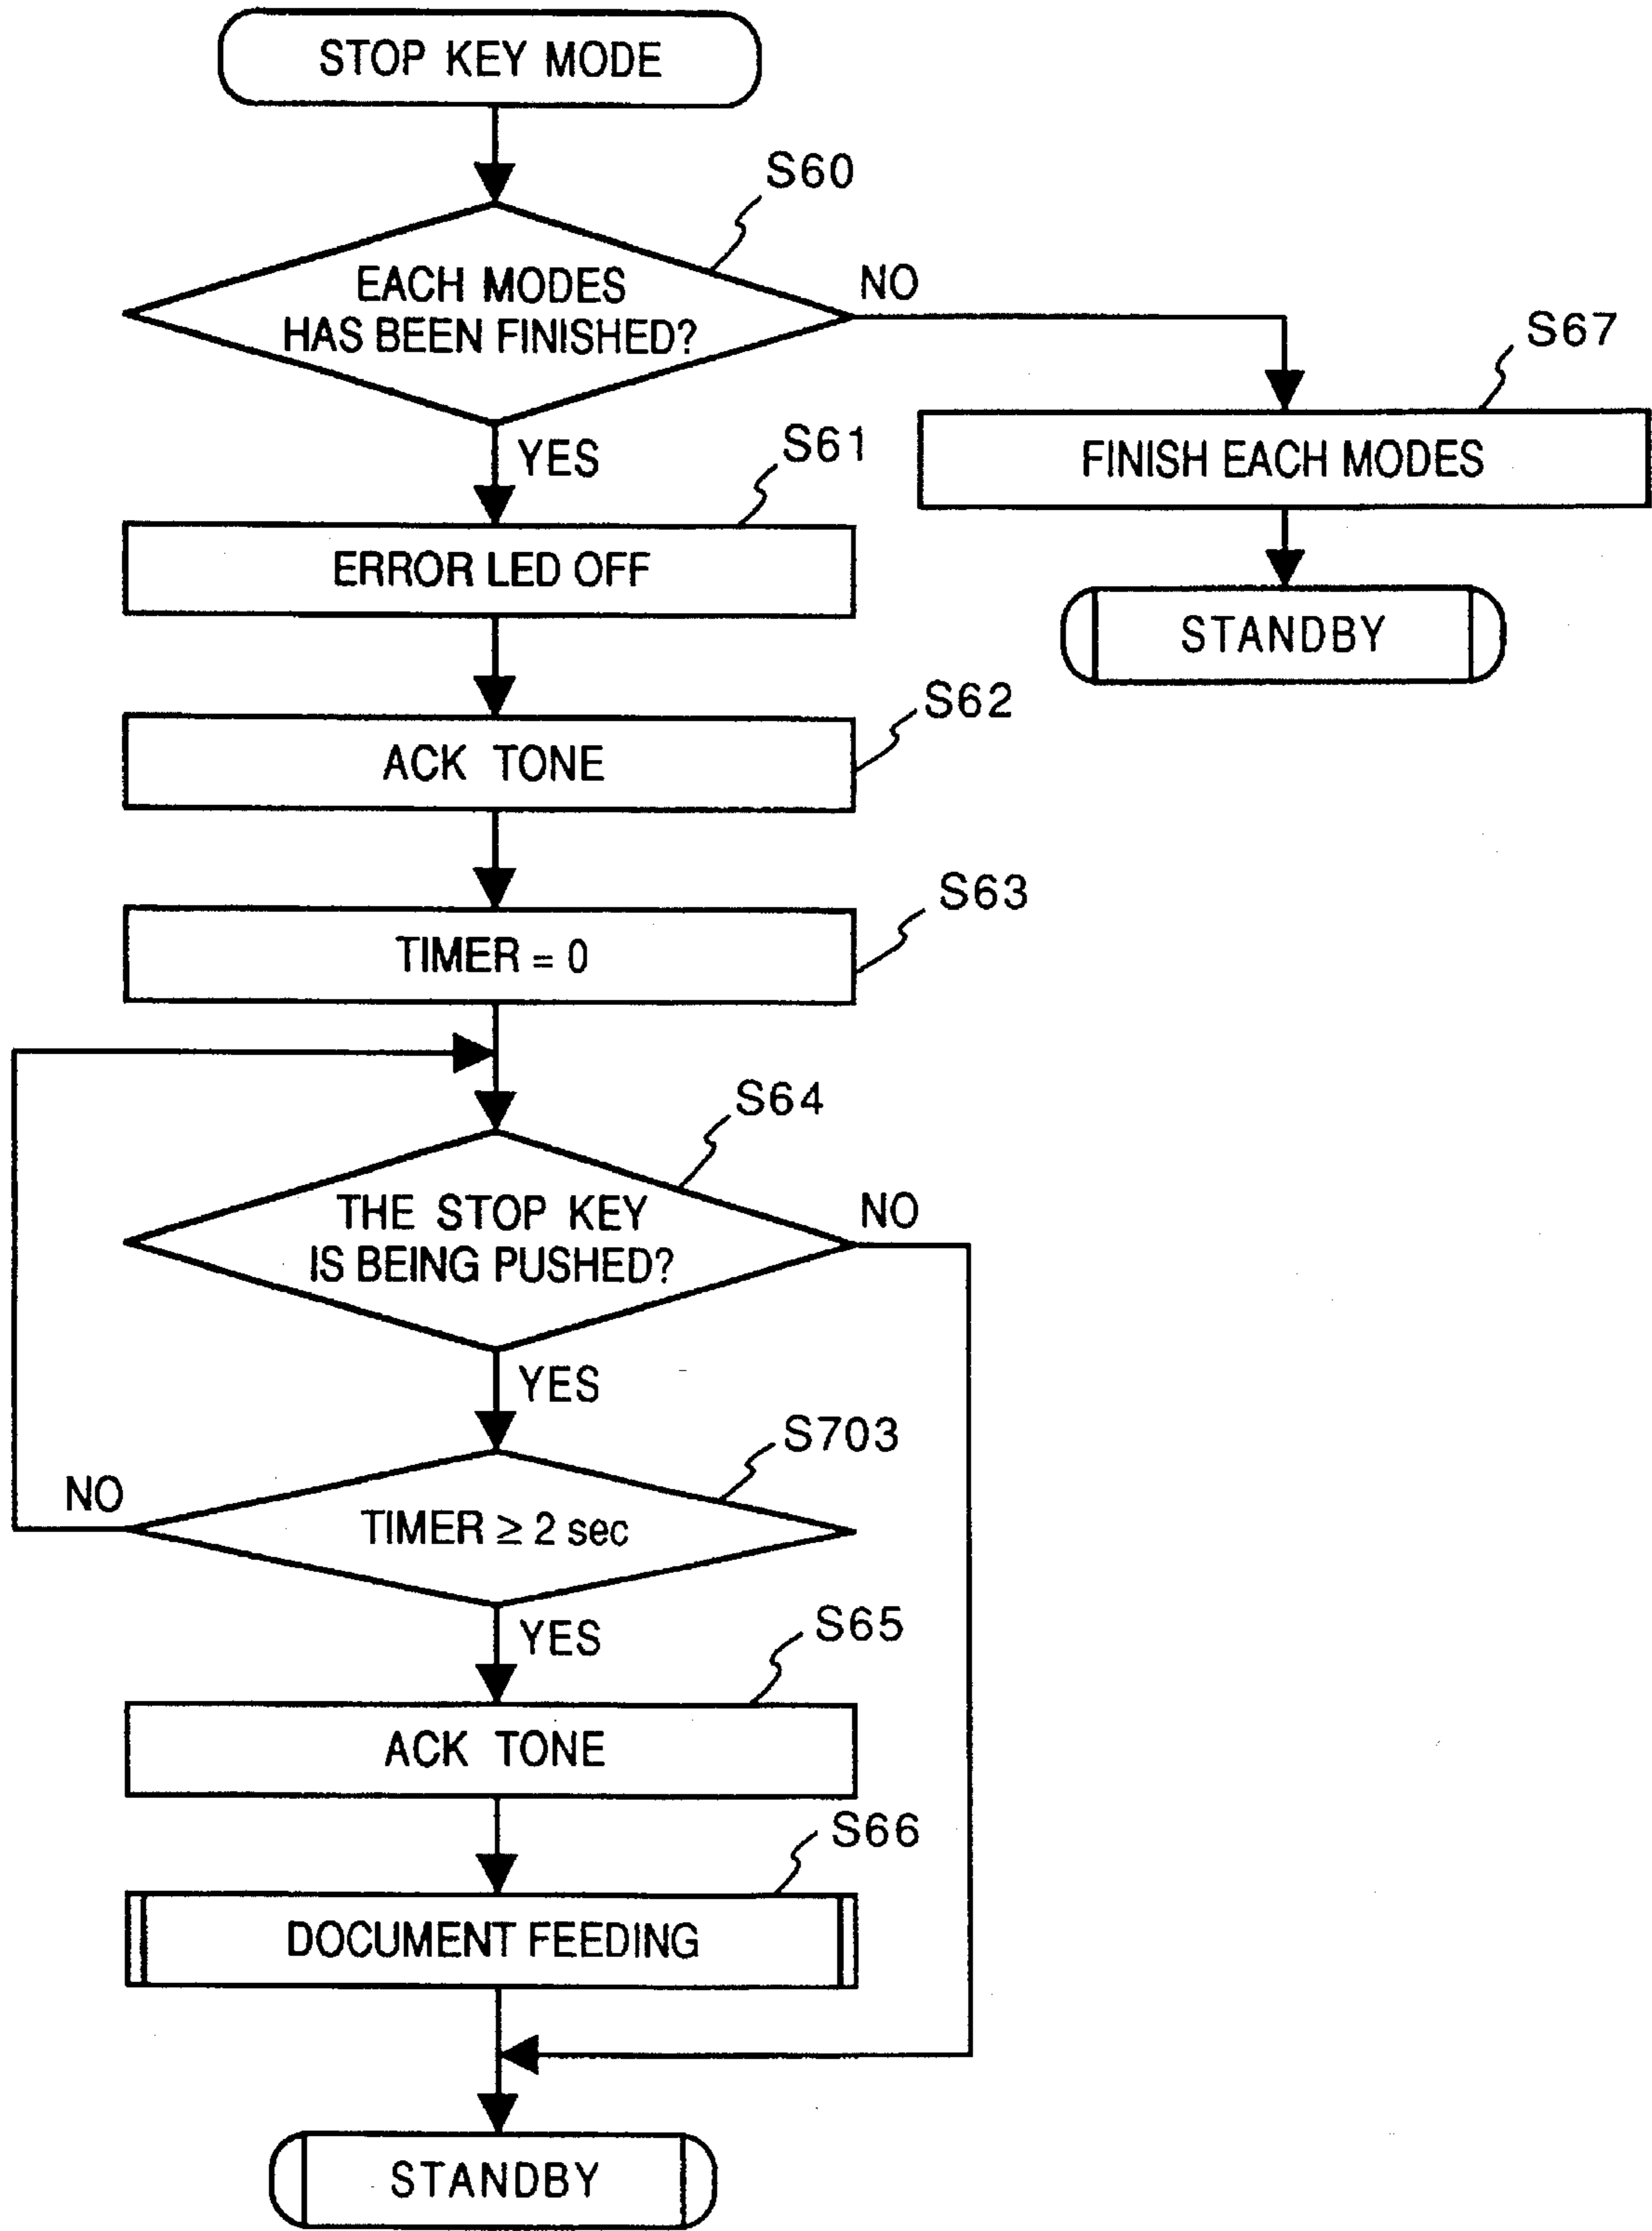 STOP KEY MODE
S60
EACH MODES
HAS BEEN FINISHED?
NO
YES
S67
FINISH EACH MODES
STANDBY
S61
ERROR LED OFF
S62
ACK TONE
S63
TIMER = 0
S64
THE STOP KEY
IS BEING PUSHED?
NO
YES
S703
TIMER ≥ 2 sec
NO
YES
S65
ACK TONE
S66
DOCUMENT FEEDING
STANDBY